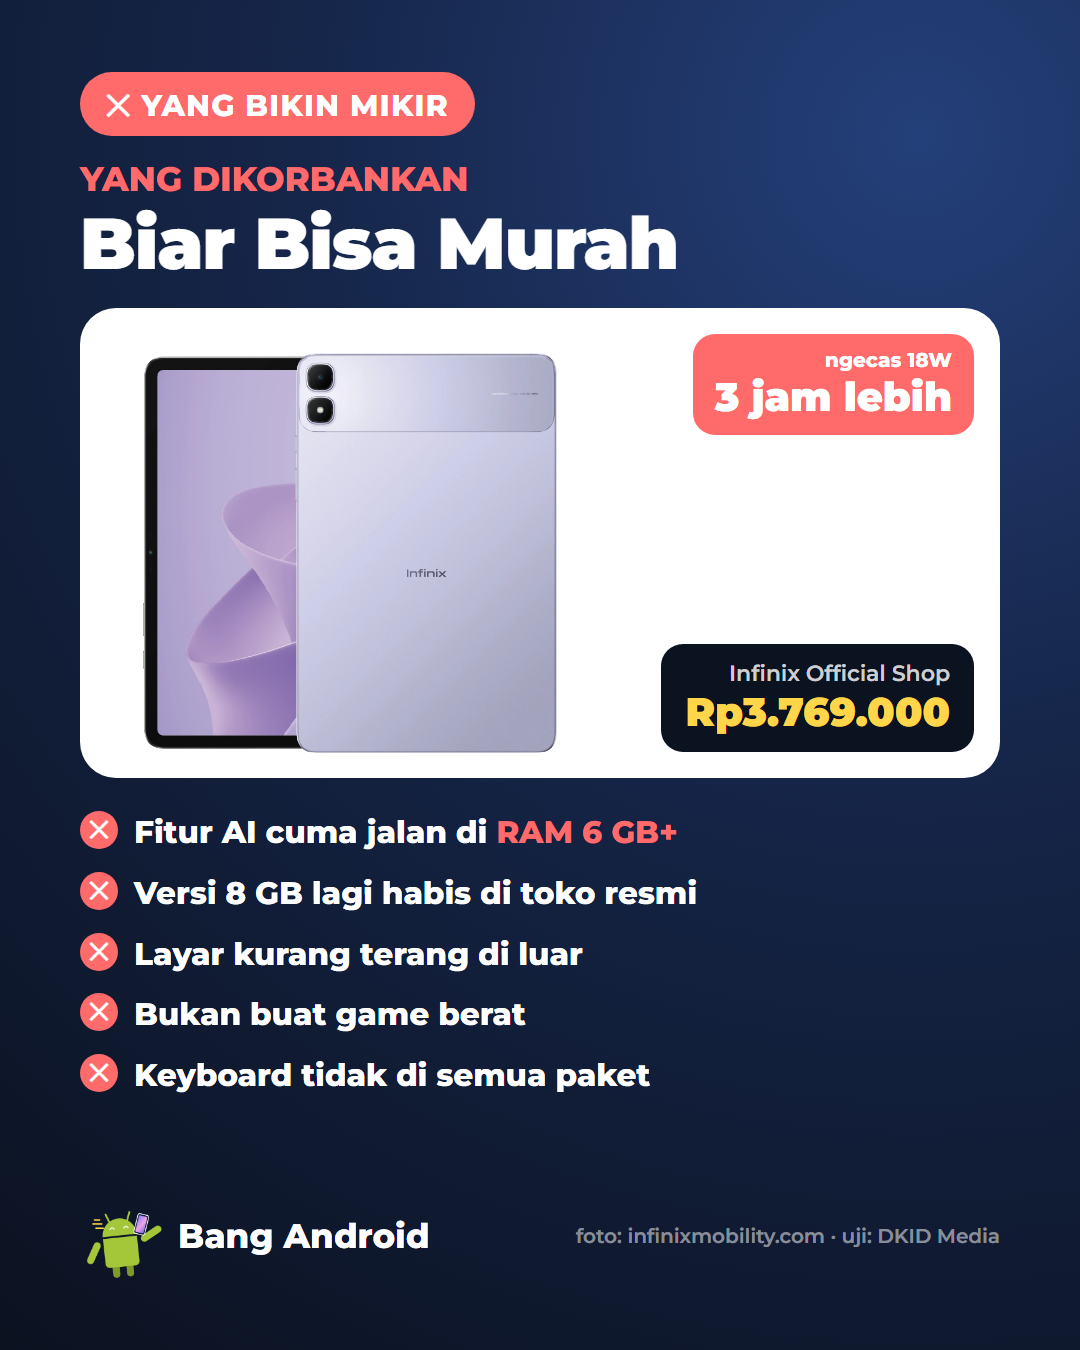 YANG BIKIN MIKIR
YANG DIKORBANKAN
Biar Bisa Murah
ngecas 18W
3 jam lebih
Infinix
Infinix Official Shop
Rp3.769.000
Fitur AI cuma jalan di RAM 6 GB+
Versi 8 GB lagi habis di toko resmi
Layar kurang terang di luar
Bukan buat game berat
Keyboard tidak di semua paket
Bang Android
foto: infinixmobility.com · uji: DKID Media